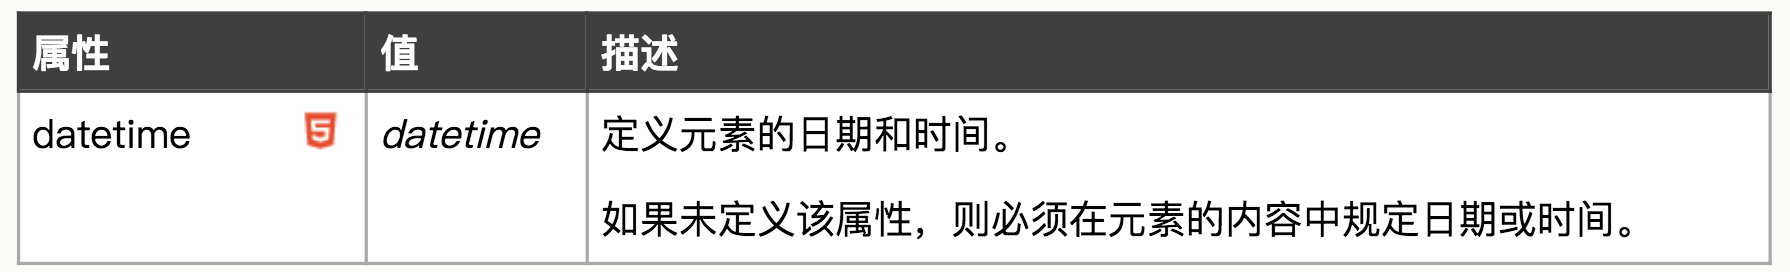 属性 值 描述
datetime 5 datetime 定义元素的日期和时间。
如果未定义该属性，则必须在元素的内容中规定日期或时间。